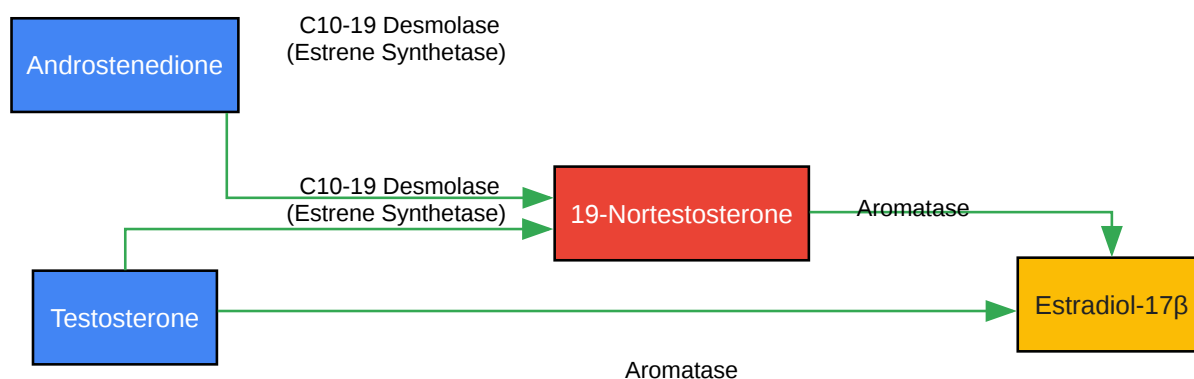 C10-19 Desmolase
(Estrene Synthetase)
Androstenedione
C10-19 Desmolase
(Estrene Synthetase)
19-Nortestosterone
Aromatase
Testosterone
Estradiol-17β
Aromatase